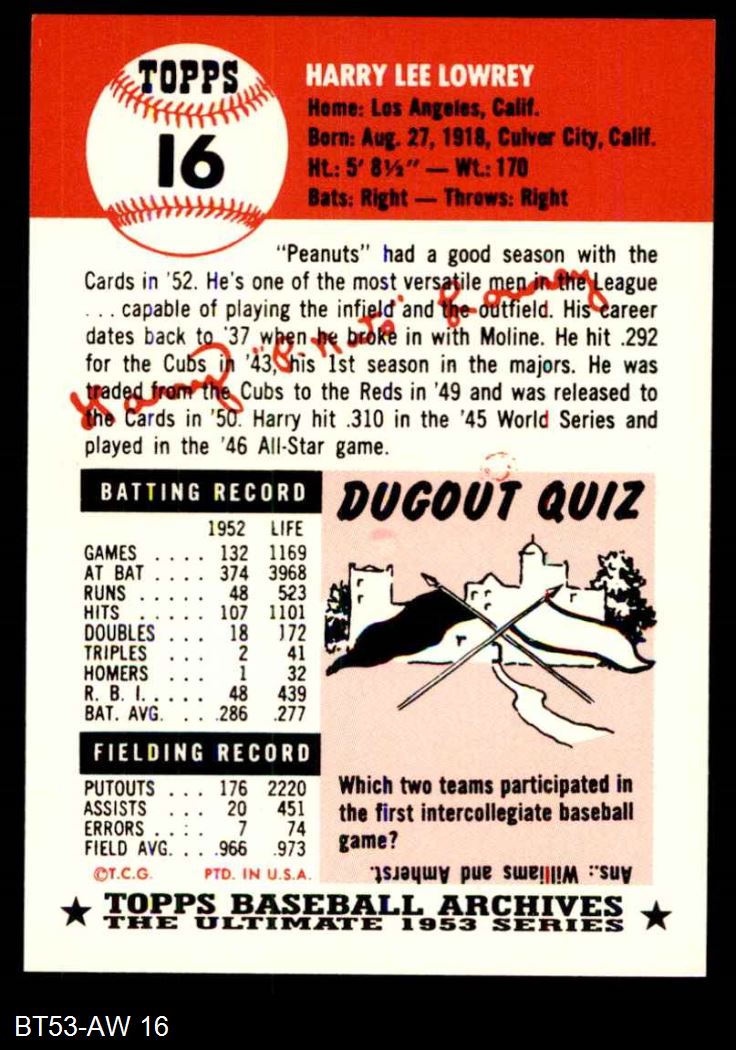 TOPPS
16
HARRY LEE LOWREY
Home: Los Angeles, Calif.
Born: Aug. 27, 1918, Culver City, Calif.
Ht.: 5' 8½" — Wt.: 170
Bats: Right — Throws: Right
"Peanuts" had a good season with the
Cards in '52. He's one of the most versatile men in the League
. . . capable of playing the infield and the outfield. His career
dates back to '37 when he broke in with Moline. He hit .292
for the Cubs in '43, his 1st season in the majors. He was
traded from the Cubs to the Reds in '49 and was released to
the Cards in '50. Harry hit .310 in the '45 World Series and
played in the '46 All-Star game.
Harry "P-Nuts" Lowrey
BATTING RECORD
1952 LIFE
GAMES . . . . 132 1169
AT BAT . . . . 374 3968
RUNS . . . . . 48 523
HITS . . . . . 107 1101
DOUBLES . . . 18 172
TRIPLES . . . 2 41
HOMERS . . . 1 32
R. B. I. . . . . . 48 439
BAT. AVG. . . . .286 .277
FIELDING RECORD
PUTOUTS . . . 176 2220
ASSISTS . . . 20 451
ERRORS . . . . 7 74
FIELD AVG. . . . .966 .973
©T.C.G. PTD. IN U.S.A.
DUGOUT QUIZ
Which two teams participated in
the first intercollegiate baseball
game?
Ans.: Williams and Amherst.
TOPPS BASEBALL ARCHIVES
THE ULTIMATE 1953 SERIES
BT53-AW 16